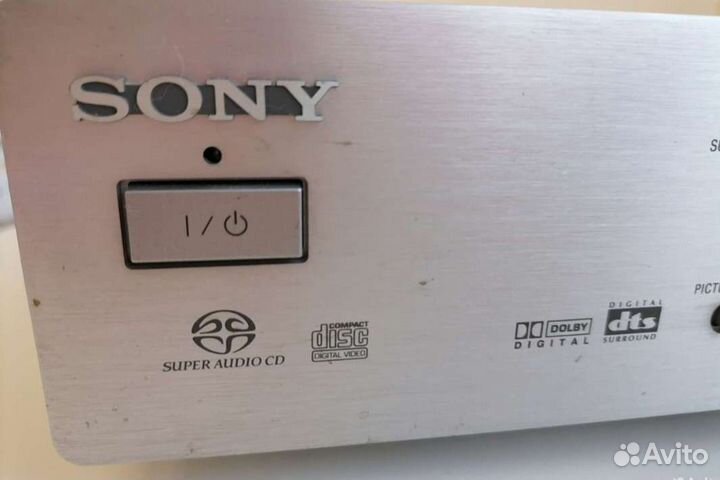 SONY
I/⏻
SUPER AUDIO CD
COMPACT
disc
DIGITAL VIDEO
DOLBY
DIGITAL
DIGITAL
dts
SURROUND
Avito